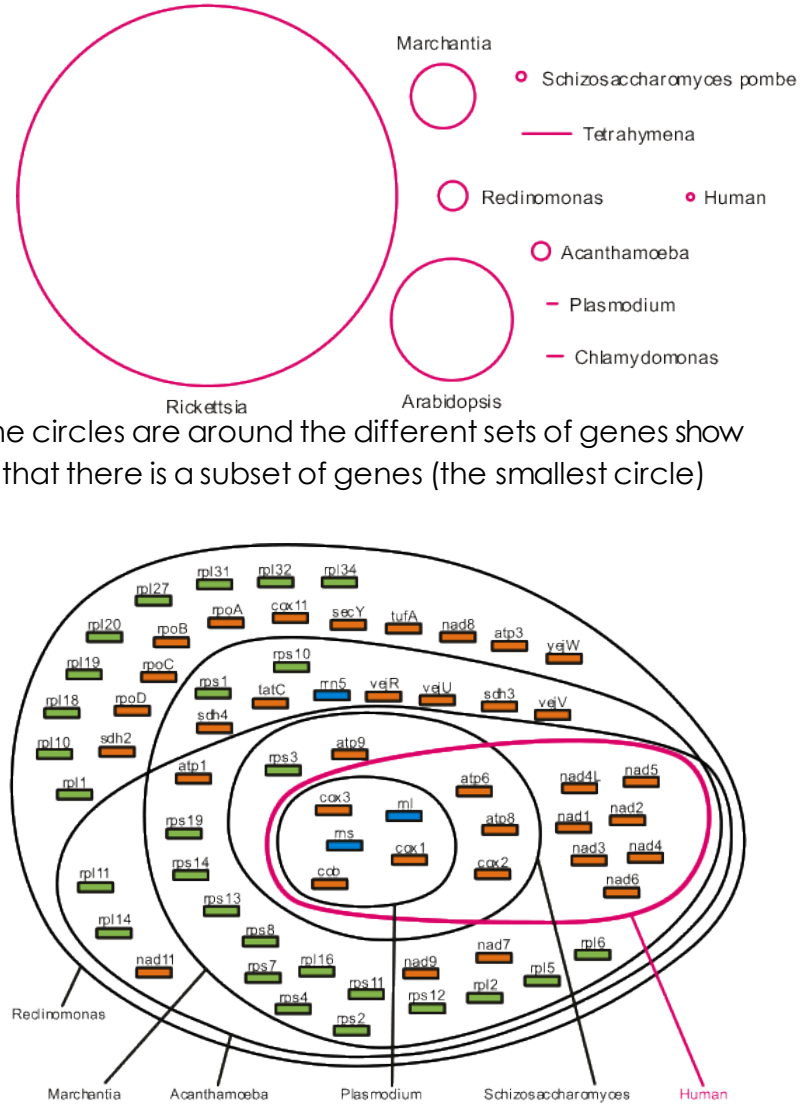 Marchantia
Schizosaccharomyces pombe
Tetrahymena
Reclinomonas
Human
Acanthamoeba
Plasmodium
Chlamydomonas
Rickettsia
Arabidopsis
ne circles are around the different sets of genes show
that there is a subset of genes (the smallest circle)
rpl31
rpl32
rpl34
rpl27
rpoA
cox11
secY
tufA
nad8
atp3
yejW
rpl20
rpoB
rpl19
rpoC
rps10
rpl18
rpoD
rps1
tatC
rrn5
yejR
yejU
sdh3
yejV
rpl10
sdh2
sdh4
atp9
rpl1
atp1
rps3
atp6
nad4L
nad5
cox3
rnl
rps19
atp8
nad1
nad2
rns
cox1
rps14
cox2
nad3
nad4
cob
nad6
rpl11
rps13
rpl14
rps8
nad11
rps7
rpl16
nad9
nad7
rpl6
rps11
rpl5
rps4
rps12
rpl2
rps2
Reclinomonas
Marchantia
Acanthamoeba
Plasmodium
Schizosaccharomyces
Human